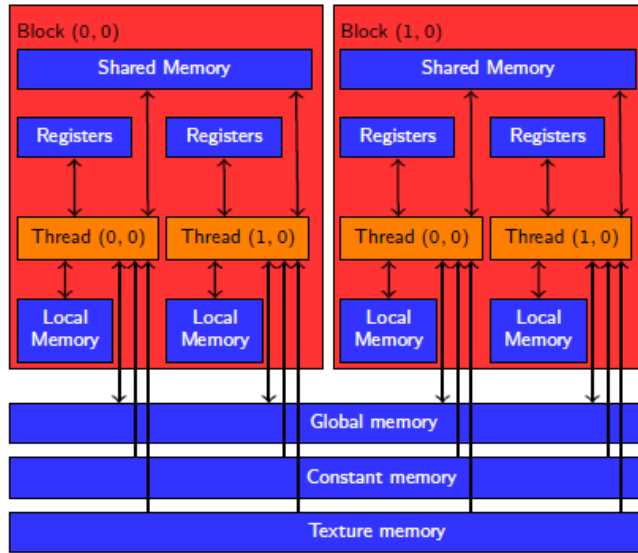 Block (0, 0)
Shared Memory
Registers
Registers
Thread (0, 0)
Thread (1, 0)
Local
Memory
Local
Memory
Block (1, 0)
Shared Memory
Registers
Registers
Thread (0, 0)
Thread (1, 0)
Local
Memory
Local
Memory
Global memory
Constant memory
Texture memory